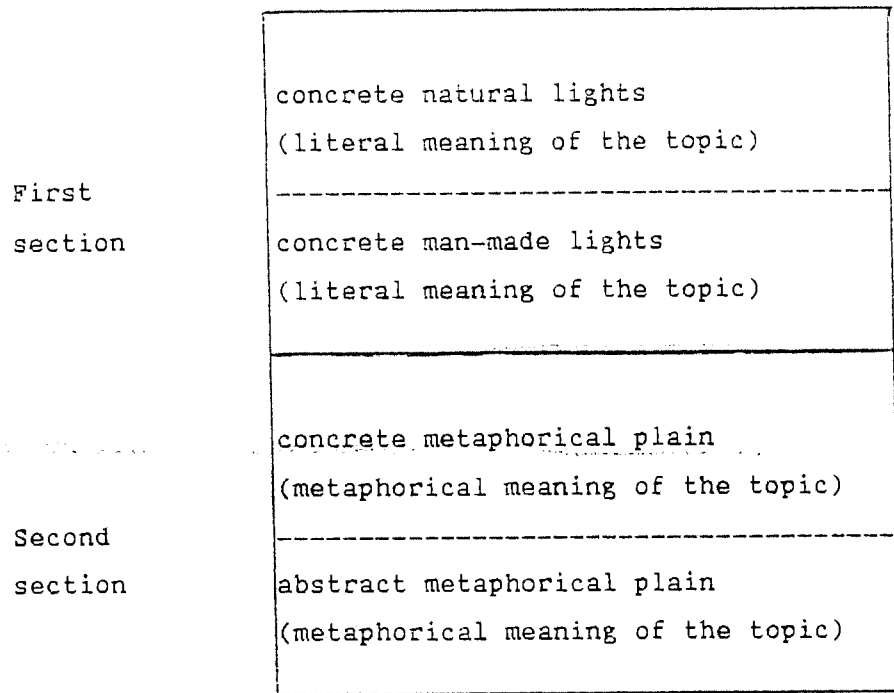 concrete natural lights
(literal meaning of the topic)
First
section
concrete man-made lights
(literal meaning of the topic)
concrete metaphorical plain
(metaphorical meaning of the topic)
Second
section
abstract metaphorical plain
(metaphorical meaning of the topic)